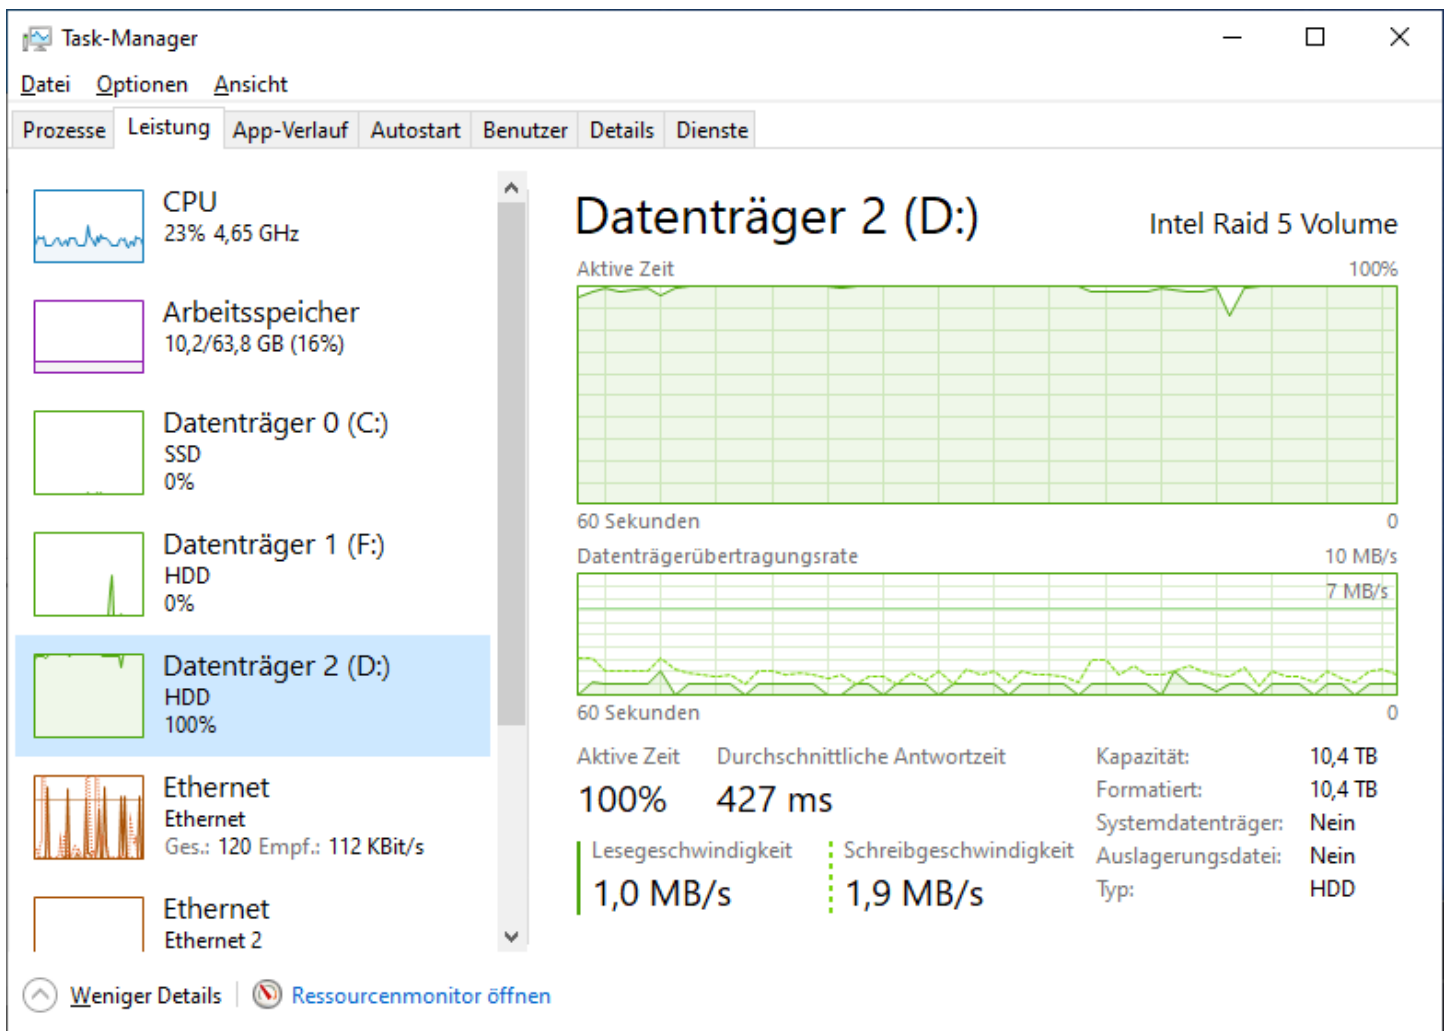 Task-Manager
Datei Optionen Ansicht
Prozesse Leistung App-Verlauf Autostart Benutzer Details Dienste
CPU
23% 4,65 GHz
Arbeitsspeicher
10,2/63,8 GB (16%)
Datenträger 0 (C:)
SSD
0%
Datenträger 1 (F:)
HDD
0%
Datenträger 2 (D:)
HDD
100%
Ethernet
Ethernet
Ges.: 120 Empf.: 112 KBit/s
Ethernet
Ethernet 2
Datenträger 2 (D:) Intel Raid 5 Volume
Aktive Zeit 100%
60 Sekunden 0
Datenträgerübertragungsrate 10 MB/s
7 MB/s
60 Sekunden 0
Aktive Zeit Durchschnittliche Antwortzeit
100% 427 ms
Lesegeschwindigkeit Schreibgeschwindigkeit
1,0 MB/s 1,9 MB/s
Kapazität: 10,4 TB
Formatiert: 10,4 TB
Systemdatenträger: Nein
Auslagerungsdatei: Nein
Typ: HDD
Weniger Details Ressourcenmonitor öffnen